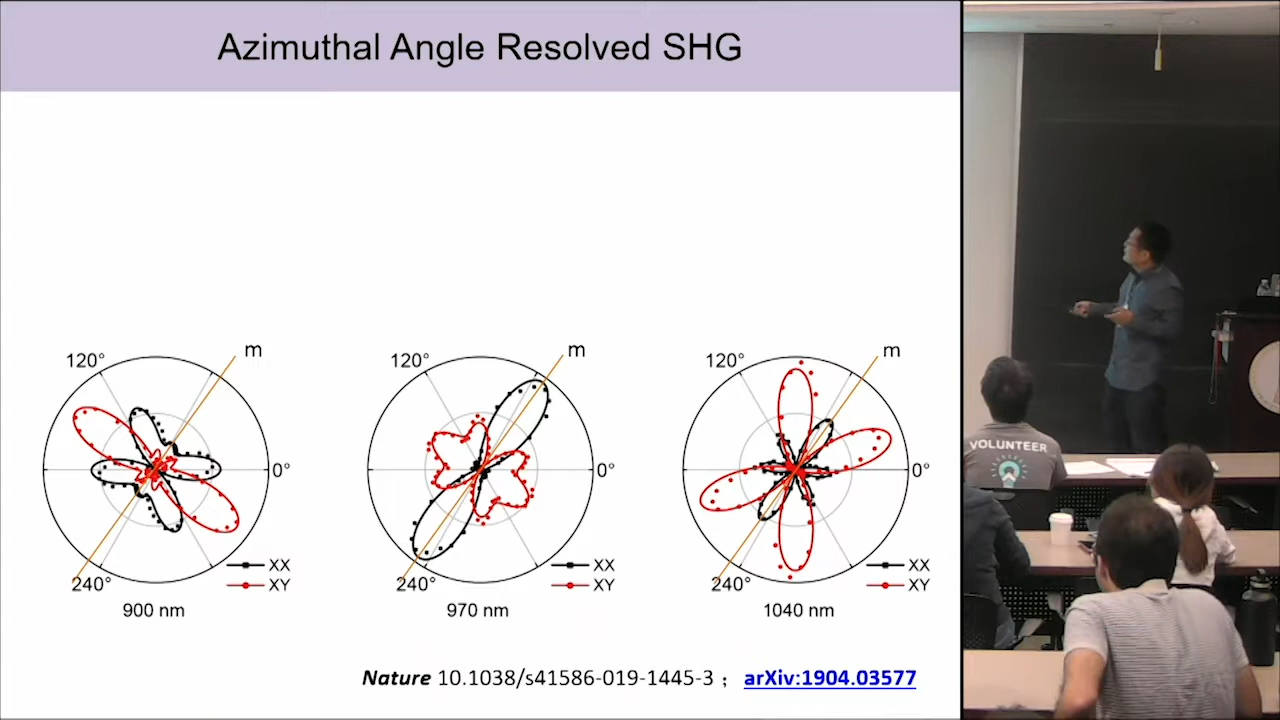 Azimuthal Angle Resolved SHG
120°
m
0°
240°
XX
XY
900 nm
120°
m
0°
240°
XX
XY
970 nm
120°
m
0°
240°
XX
XY
1040 nm
Nature 10.1038/s41586-019-1445-3 ; arXiv:1904.03577
VOLUNTEER